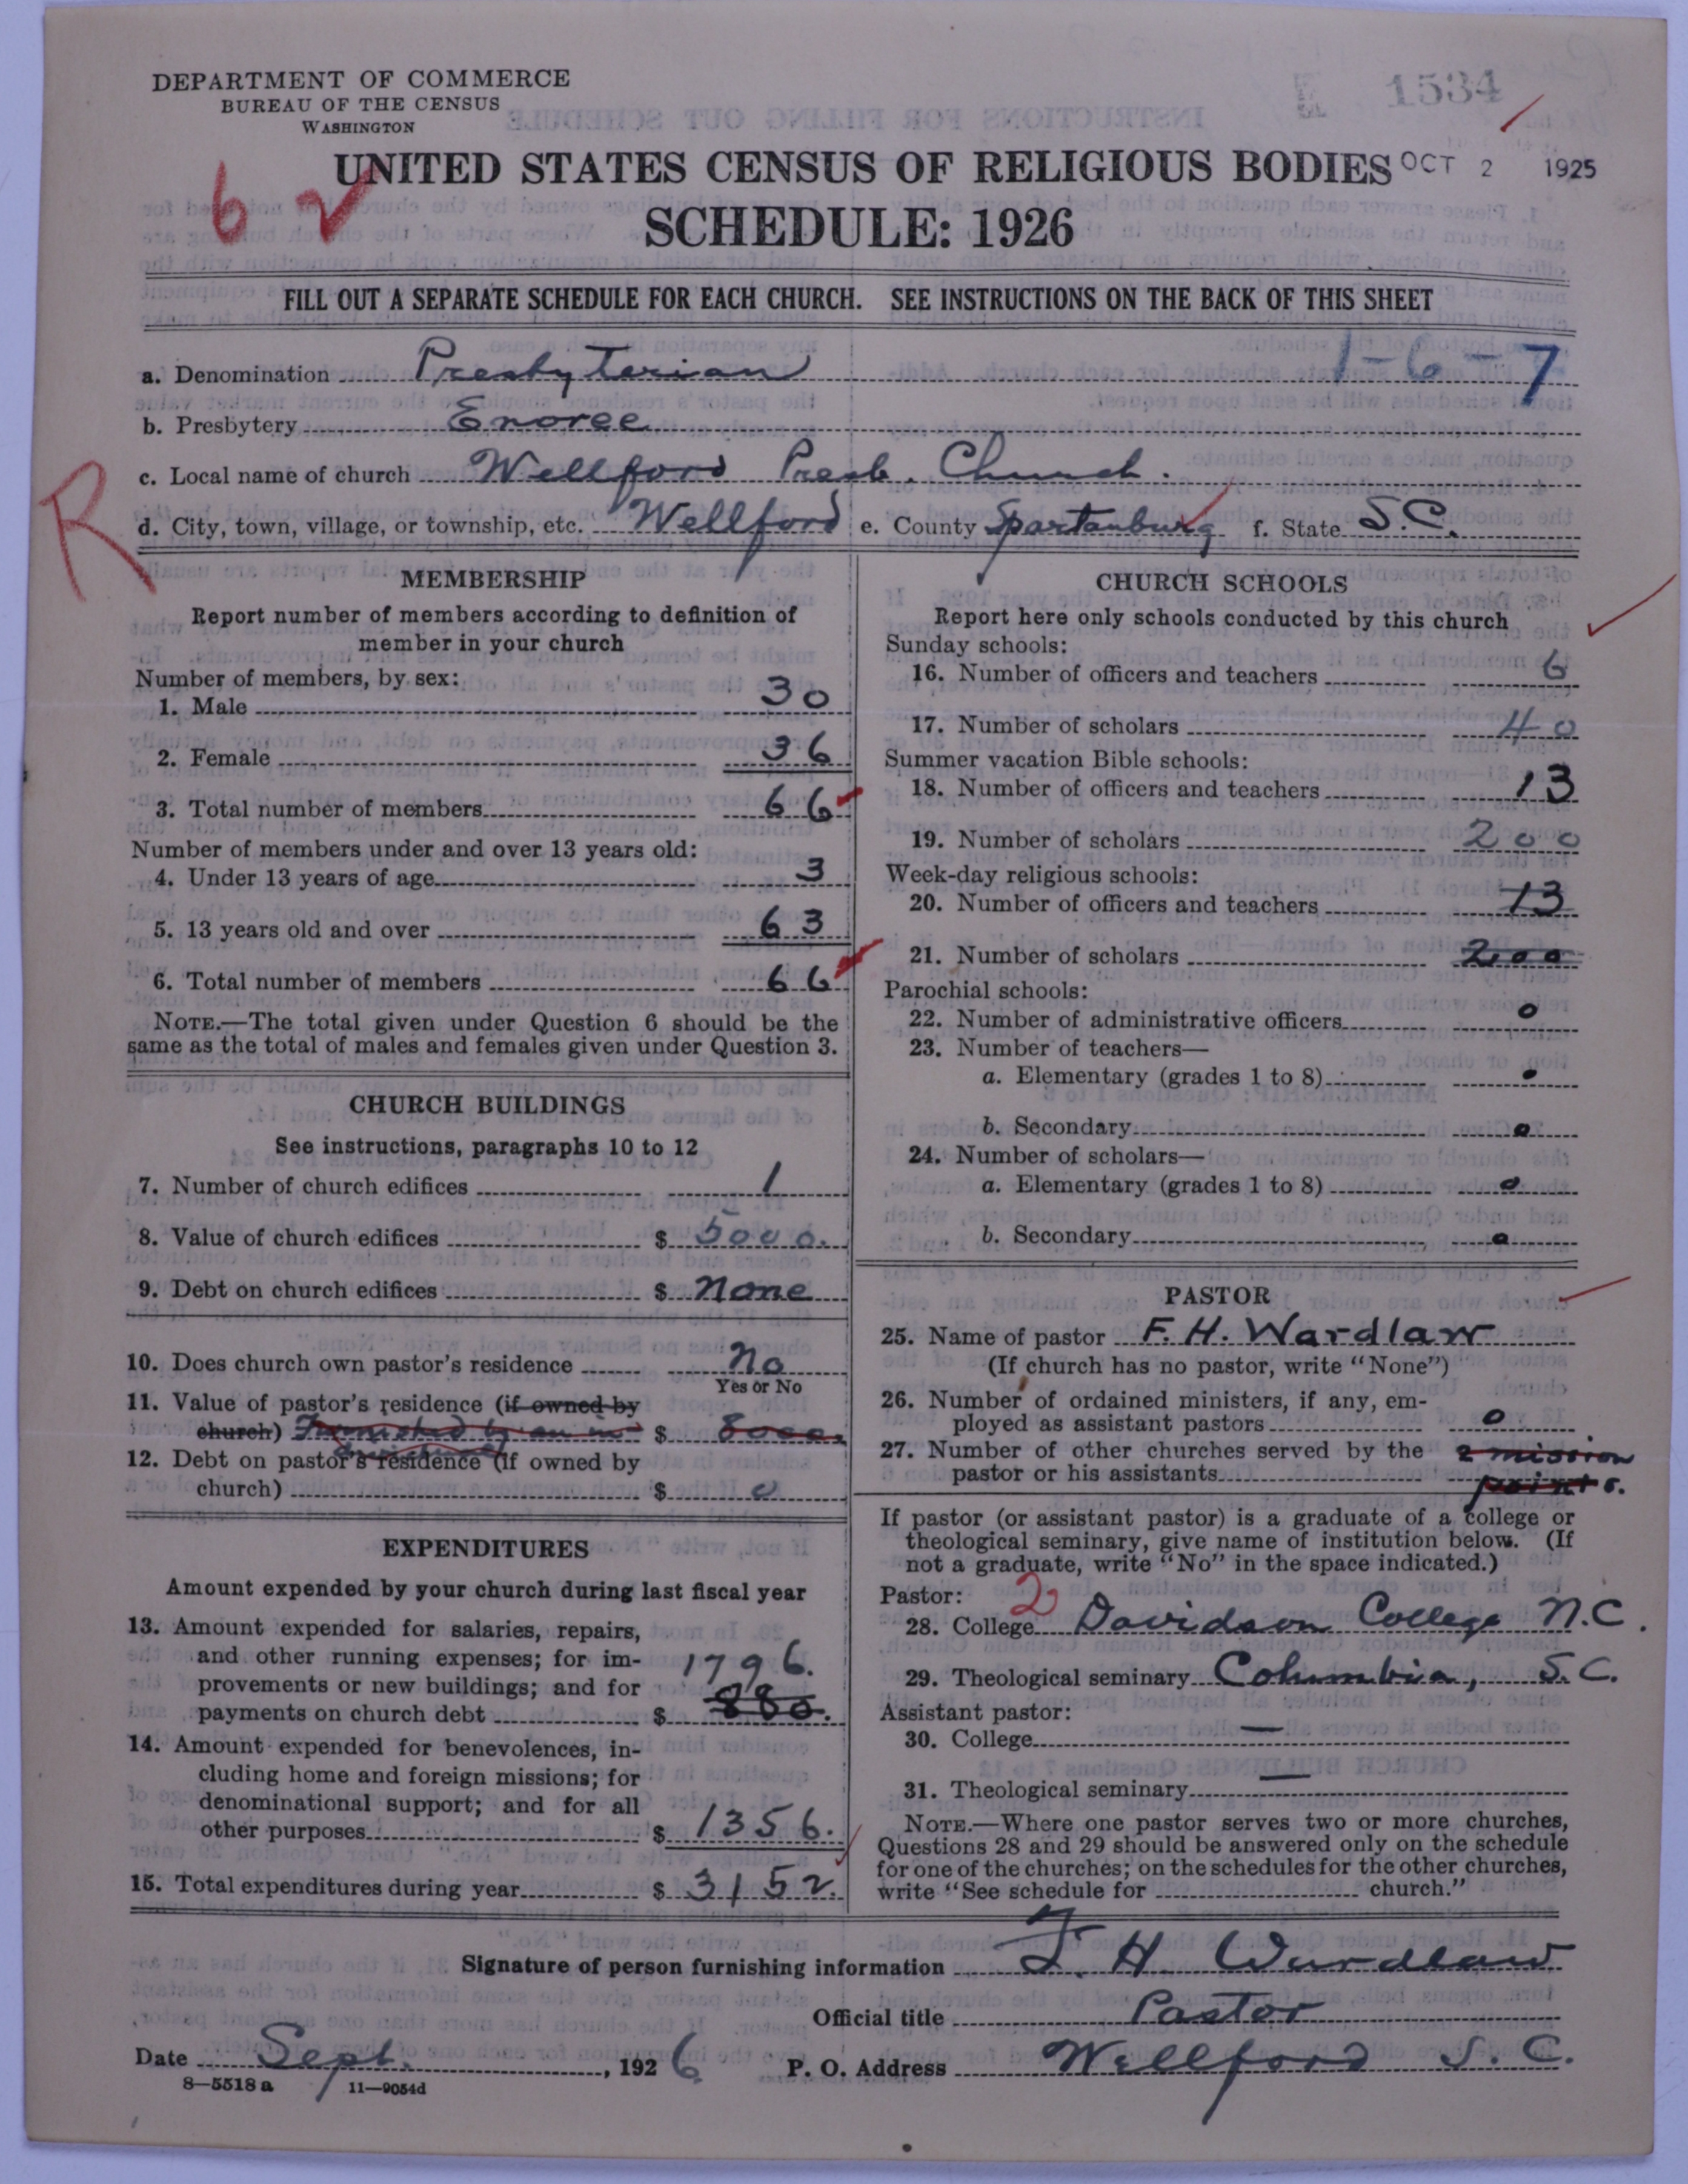 DEPARTMENT OF COMMERCE
BUREAU OF THE CENSUS
WASHINGTON
1534
UNITED STATES CENSUS OF RELIGIOUS BODIES OCT 2 1925
6 2
SCHEDULE: 1926
FILL OUT A SEPARATE SCHEDULE FOR EACH CHURCH. SEE INSTRUCTIONS ON THE BACK OF THIS SHEET
1-6-7
a. Denomination Presbyterian
b. Presbytery Enoree
c. Local name of church Wellford Presb. Church.
R
d. City, town, village, or township, etc. Wellford e. County Spartanburg f. State S.C.
MEMBERSHIP
Report number of members according to definition of
member in your church
Number of members, by sex:
1. Male 30
2. Female 36
3. Total number of members 66
Number of members under and over 13 years old:
4. Under 13 years of age 3
5. 13 years old and over 63
6. Total number of members 66
NOTE.—The total given under Question 6 should be the
same as the total of males and females given under Question 3.
CHURCH BUILDINGS
See instructions, paragraphs 10 to 12
7. Number of church edifices 1
8. Value of church edifices $ 5000.
9. Debt on church edifices $ None
10. Does church own pastor's residence No
Yes or No
11. Value of pastor's residence (if owned by
church) Furnished by an in- $ 8000.
12. Debt on pastor's residence (if owned by
church) $ 0
EXPENDITURES
Amount expended by your church during last fiscal year
13. Amount expended for salaries, repairs,
and other running expenses; for im- 1796.
provements or new buildings; and for
payments on church debt $ 880.
14. Amount expended for benevolences, in-
cluding home and foreign missions; for
denominational support; and for all
other purposes $ 1356.
15. Total expenditures during year $ 3152.
CHURCH SCHOOLS
Report here only schools conducted by this church
Sunday schools:
16. Number of officers and teachers 6
17. Number of scholars 40
Summer vacation Bible schools:
18. Number of officers and teachers 13
19. Number of scholars 200
Week-day religious schools:
20. Number of officers and teachers 13
21. Number of scholars 200
Parochial schools:
22. Number of administrative officers 0
23. Number of teachers—
a. Elementary (grades 1 to 8) 0
b. Secondary 0
24. Number of scholars—
a. Elementary (grades 1 to 8) 0
b. Secondary 0
PASTOR
25. Name of pastor F. H. Wardlaw
(If church has no pastor, write "None")
26. Number of ordained ministers, if any, em-
ployed as assistant pastors 0
27. Number of other churches served by the 2 mission
pastor or his assistants points.
If pastor (or assistant pastor) is a graduate of a college or
theological seminary, give name of institution below. (If
not a graduate, write "No" in the space indicated.)
Pastor: 2
28. College Davidson College N.C.
29. Theological seminary Columbia, S.C.
Assistant pastor:
30. College —
31. Theological seminary —
NOTE.—Where one pastor serves two or more churches,
Questions 28 and 29 should be answered only on the schedule
for one of the churches; on the schedules for the other churches,
write "See schedule for church."
Signature of person furnishing information F. H. Wardlaw
Official title Pastor
Date Sept. , 1926 P. O. Address Wellford S. C.
8—5518 a 11—9054d